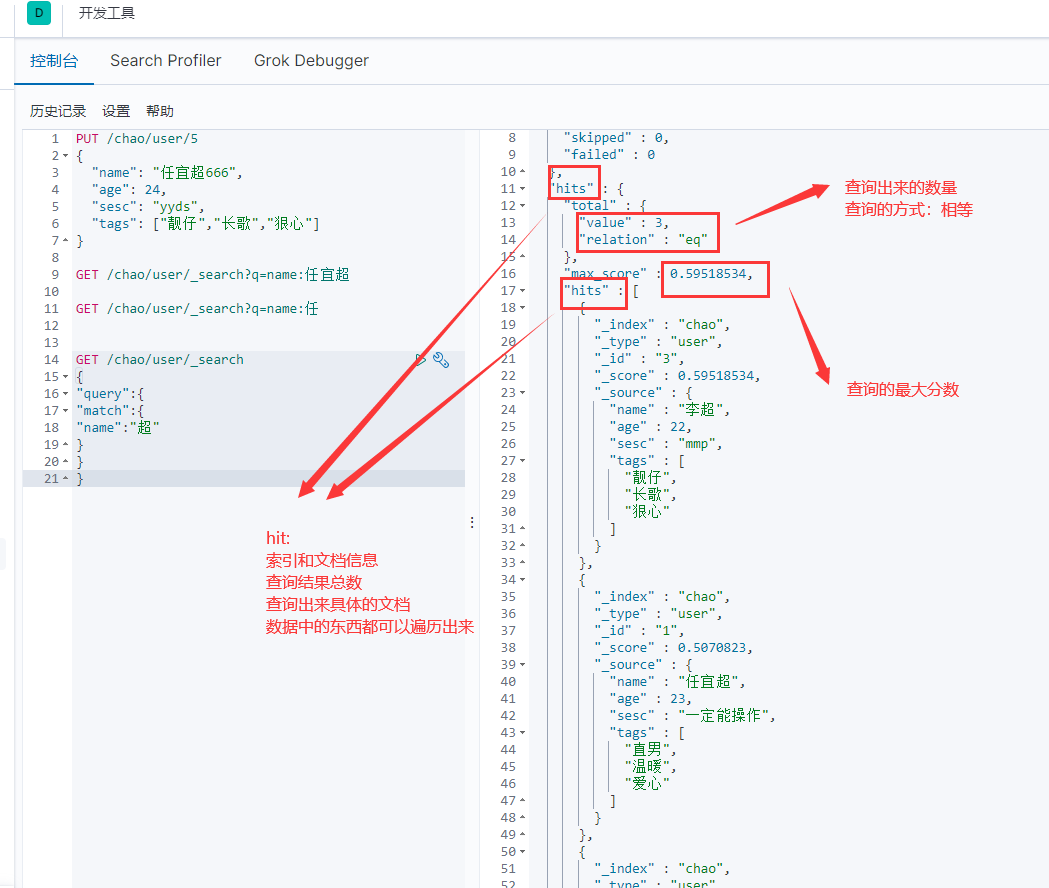 D 开发工具
控制台 Search Profiler Grok Debugger
历史记录 设置 帮助
1 PUT /chao/user/5
2 {
3 "name": "任宜超666",
4 "age": 24,
5 "sesc": "yyds",
6 "tags": ["靓仔","长歌","狠心"]
7 }
8
9 GET /chao/user/_search?q=name:任宜超
10
11 GET /chao/user/_search?q=name:任
12
13
14 GET /chao/user/_search
15 {
16 "query":{
17 "match":{
18 "name":"超"
19 }
20 }
21 }
hit:
索引和文档信息
查询结果总数
查询出来具体的文档
数据中的东西都可以遍历出来
8 "skipped" : 0,
9 "failed" : 0
10 },
11 "hits" : {
12 "total" : {
13 "value" : 3,
14 "relation" : "eq"
15 },
16 "max_score" : 0.59518534,
17 "hits" : [
18 {
19 "_index" : "chao",
20 "_type" : "user",
21 "_id" : "3",
22 "_score" : 0.59518534,
23 "_source" : {
24 "name" : "李超",
25 "age" : 22,
26 "sesc" : "mmp",
27 "tags" : [
28 "靓仔",
29 "长歌",
30 "狠心"
31 ]
32 }
33 },
34 {
35 "_index" : "chao",
36 "_type" : "user",
37 "_id" : "1",
38 "_score" : 0.5070823,
39 "_source" : {
40 "name" : "任宜超",
41 "age" : 23,
42 "sesc" : "一定能操作",
43 "tags" : [
44 "直男",
45 "温暖",
46 "爱心"
47 ]
48 }
49 },
50 {
51 "_index" : "chao",
52 "_type" : "user"
查询出来的数量
查询的方式：相等
查询的最大分数